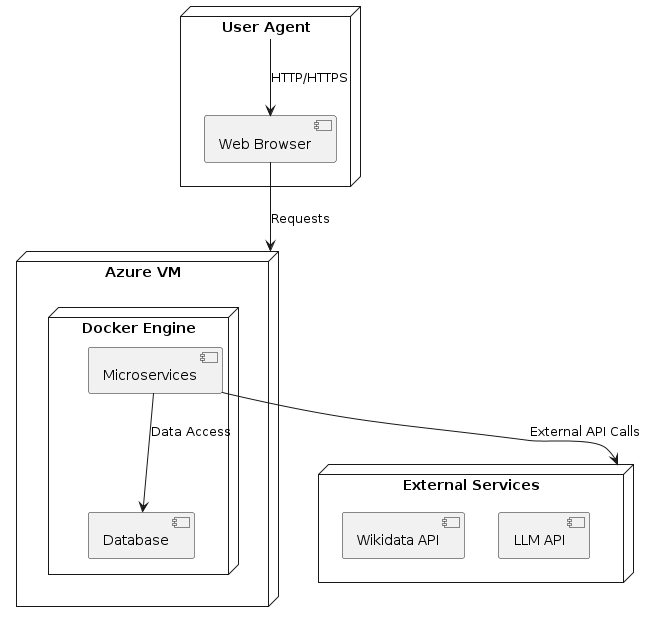 User Agent
HTTP/HTTPS
Web Browser
Requests
Azure VM
Docker Engine
Microservices
Data Access
External API Calls
External Services
Database
Wikidata API
LLM API